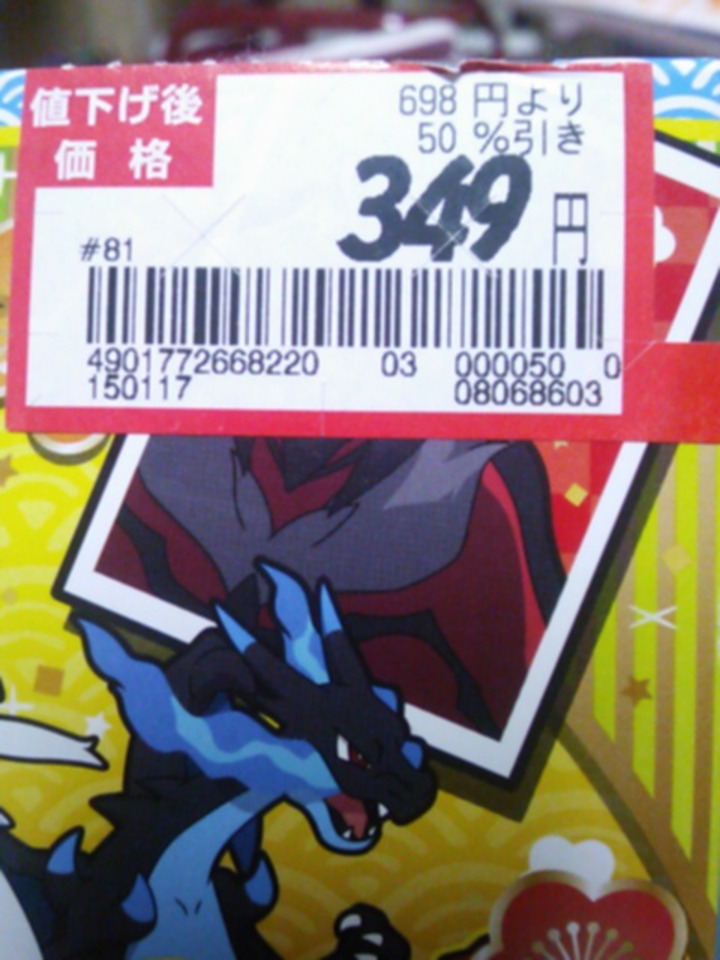 値下げ後
価格
698 円より
50 %引き
349 円
#81
4901772668220 03 000050 0
150117 08068603